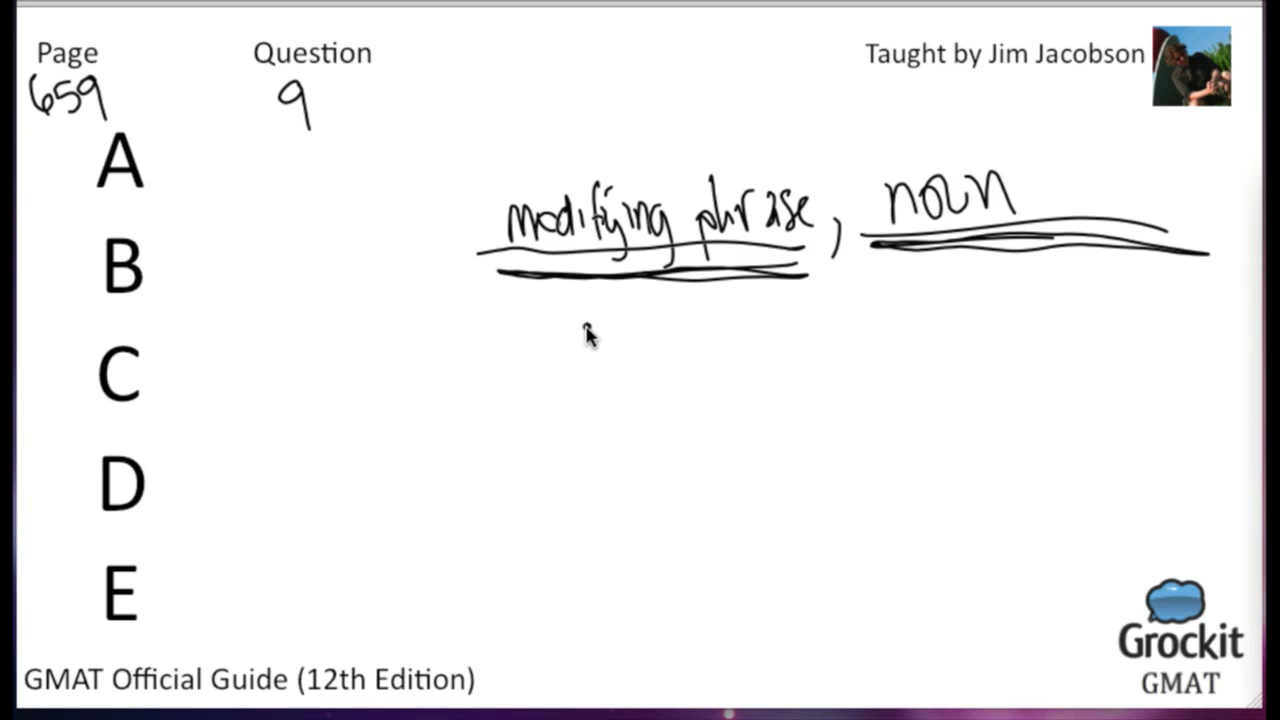 Page Question Taught by Jim Jacobson
659 9
A
modifying phrase, noun
B
C
D
E
Grockit
GMAT Official Guide (12th Edition) GMAT